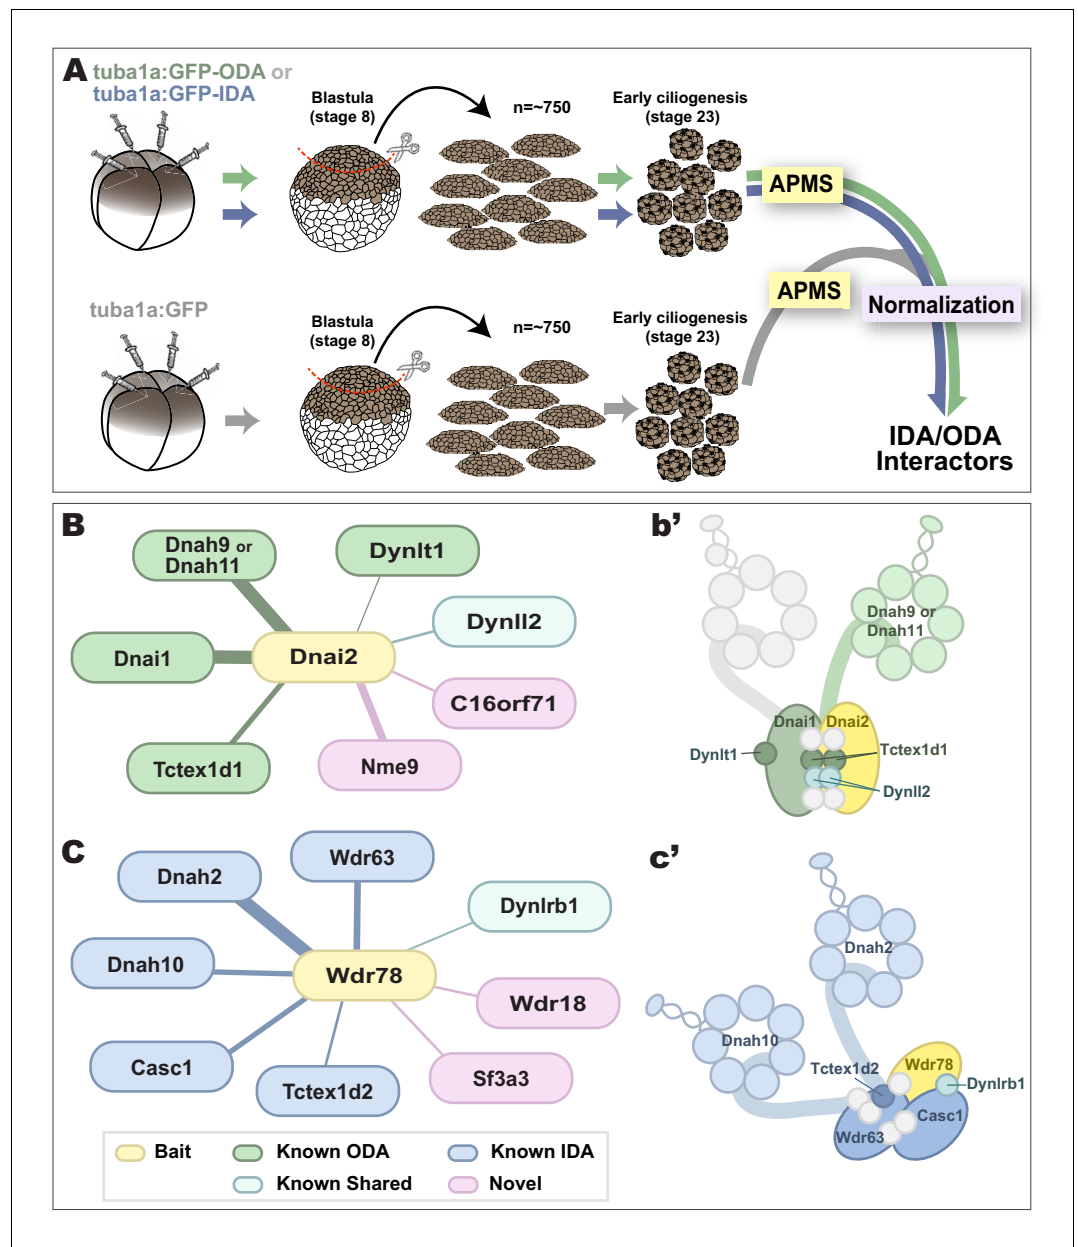 A
tuba1a:GFP-ODA or
tuba1a:GFP-IDA
Blastula
(stage 8)
n=~750
Early ciliogenesis
(stage 23)
APMS
tuba1a:GFP
Blastula
(stage 8)
n=~750
Early ciliogenesis
(stage 23)
APMS
Normalization
IDA/ODA
Interactors
B
Dnah9 or
Dnah11
Dynlt1
Dynll2
Dnai1
Dnai2
C16orf71
Tctex1d1
Nme9
b’
Dnah9 or
Dnah11
Dnai1
Dnai2
Dynlt1
Tctex1d1
Dynll2
C
Dnah2
Wdr63
Dynlrb1
Dnah10
Wdr78
Wdr18
Casc1
Tctex1d2
Sf3a3
c’
Dnah2
Dnah10
Tctex1d2
Wdr78
Dynlrb1
Casc1
Wdr63
Bait
Known ODA
Known IDA
Known Shared
Novel